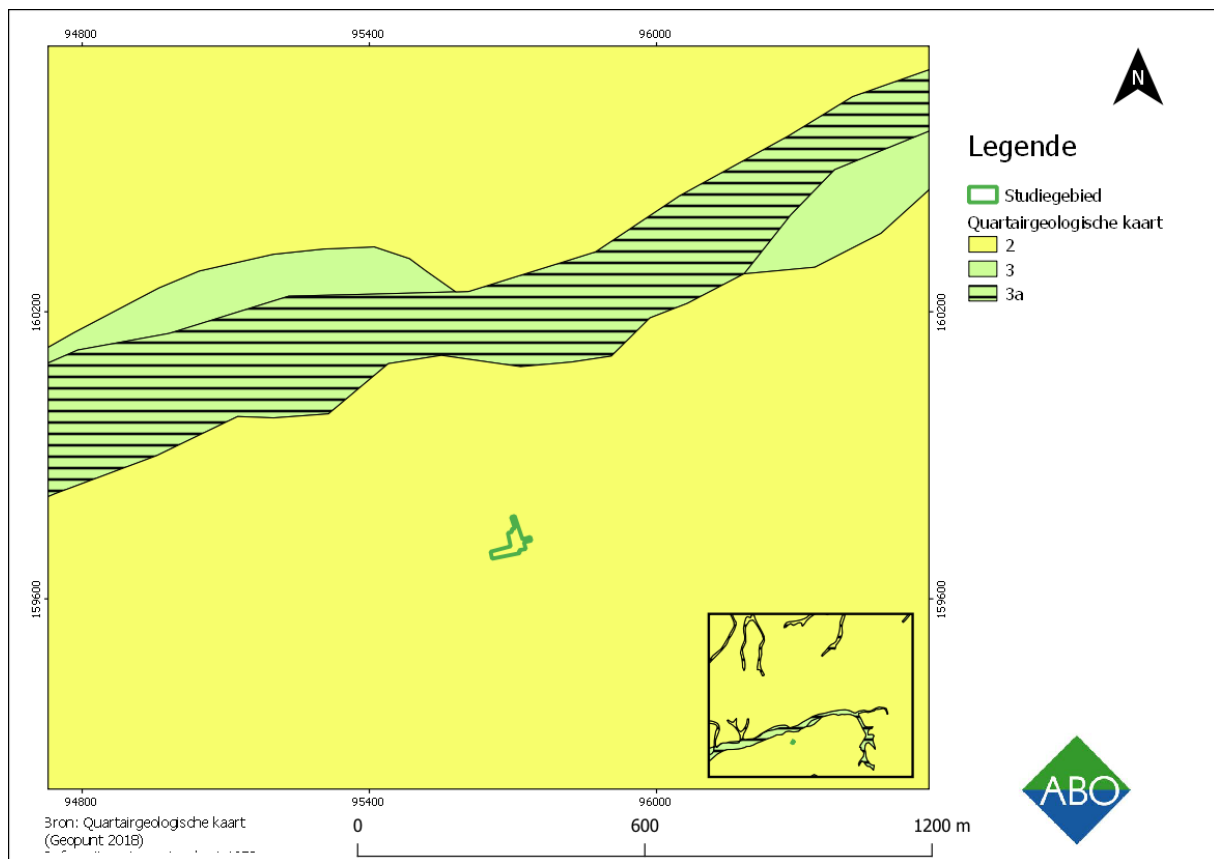 94800 95400 96000
N
Legende
Studiegebied
Quartairgeologische kaart
2
3
3a
160200 160200
159600 159600
ABO
94800 95400 96000
Bron: Quartairgeologische kaart
(Geopunt 2018)
0 600 1200 m